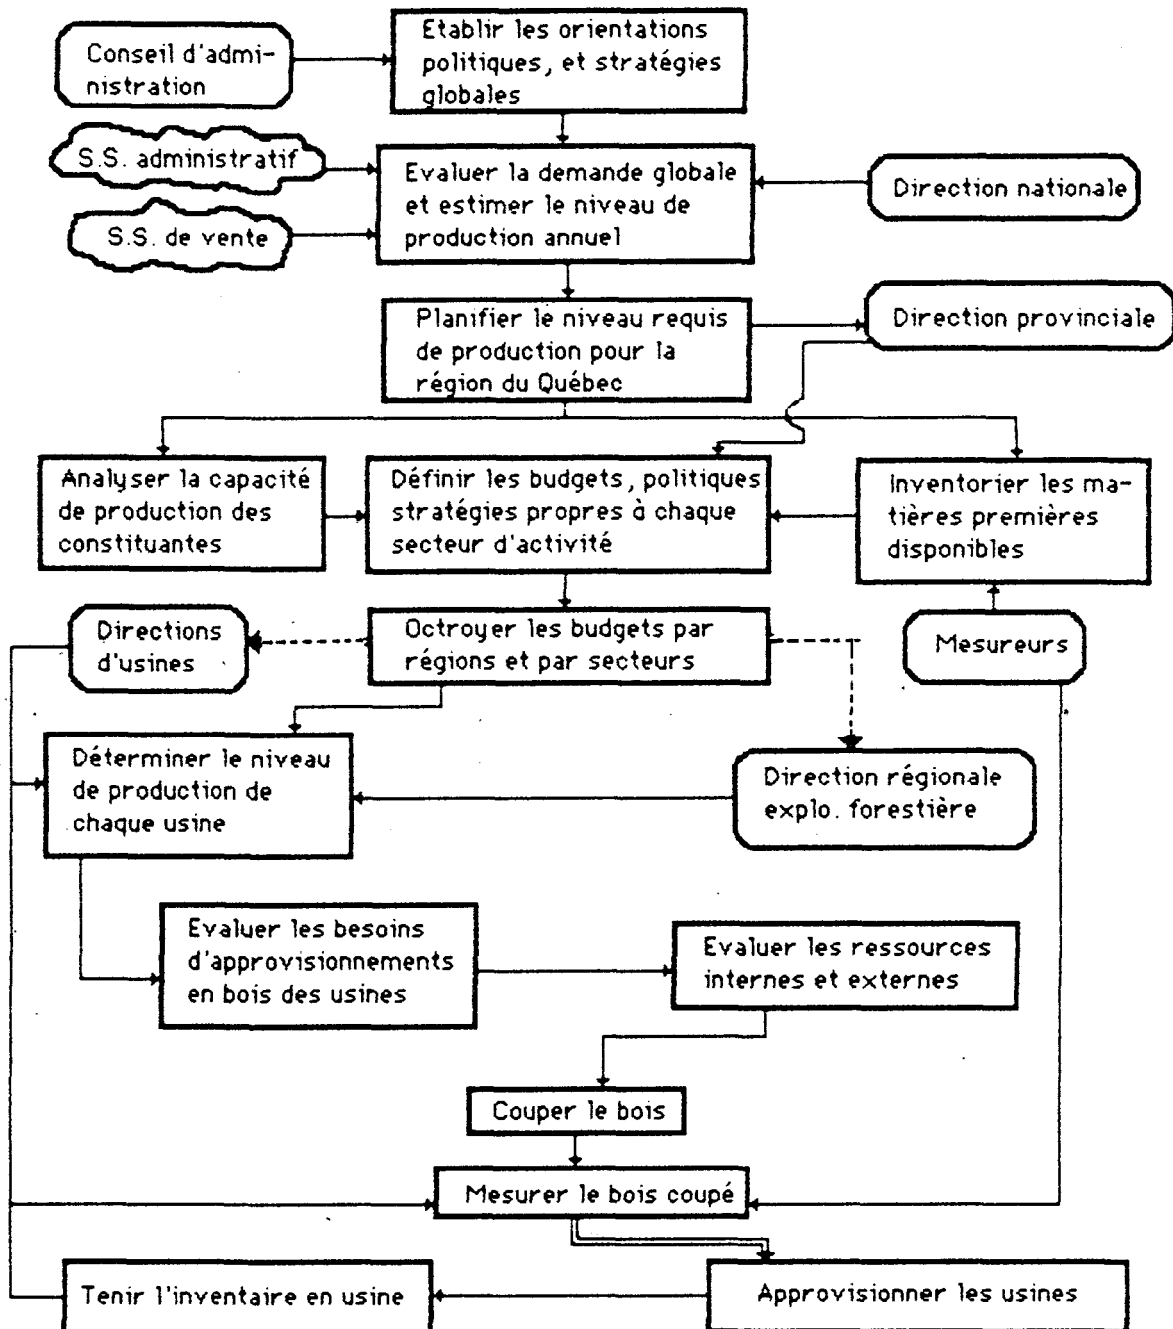 Conseil d'admi-
nistration
Etablir les orientations
politiques, et stratégies
globales
S.S. administratif
S.S. de vente
Evaluer la demande globale
et estimer le niveau de
production annuel
Direction nationale
Planifier le niveau requis
de production pour la
région du Québec
Direction provinciale
Analyser la capacité
de production des
constituantes
Définir les budgets, politiques
stratégies propres à chaque
secteur d'activité
Inventorier les ma-
tières premières
disponibles
Directions
d'usines
Octroyer les budgets par
régions et par secteurs
Mesureurs
Déterminer le niveau
de production de
chaque usine
Direction régionale
explo. forestière
Evaluer les besoins
d'approvisionnements
en bois des usines
Evaluer les ressources
internes et externes
Couper le bois
Mesurer le bois coupé
Tenir l'inventaire en usine
Approvisionner les usines